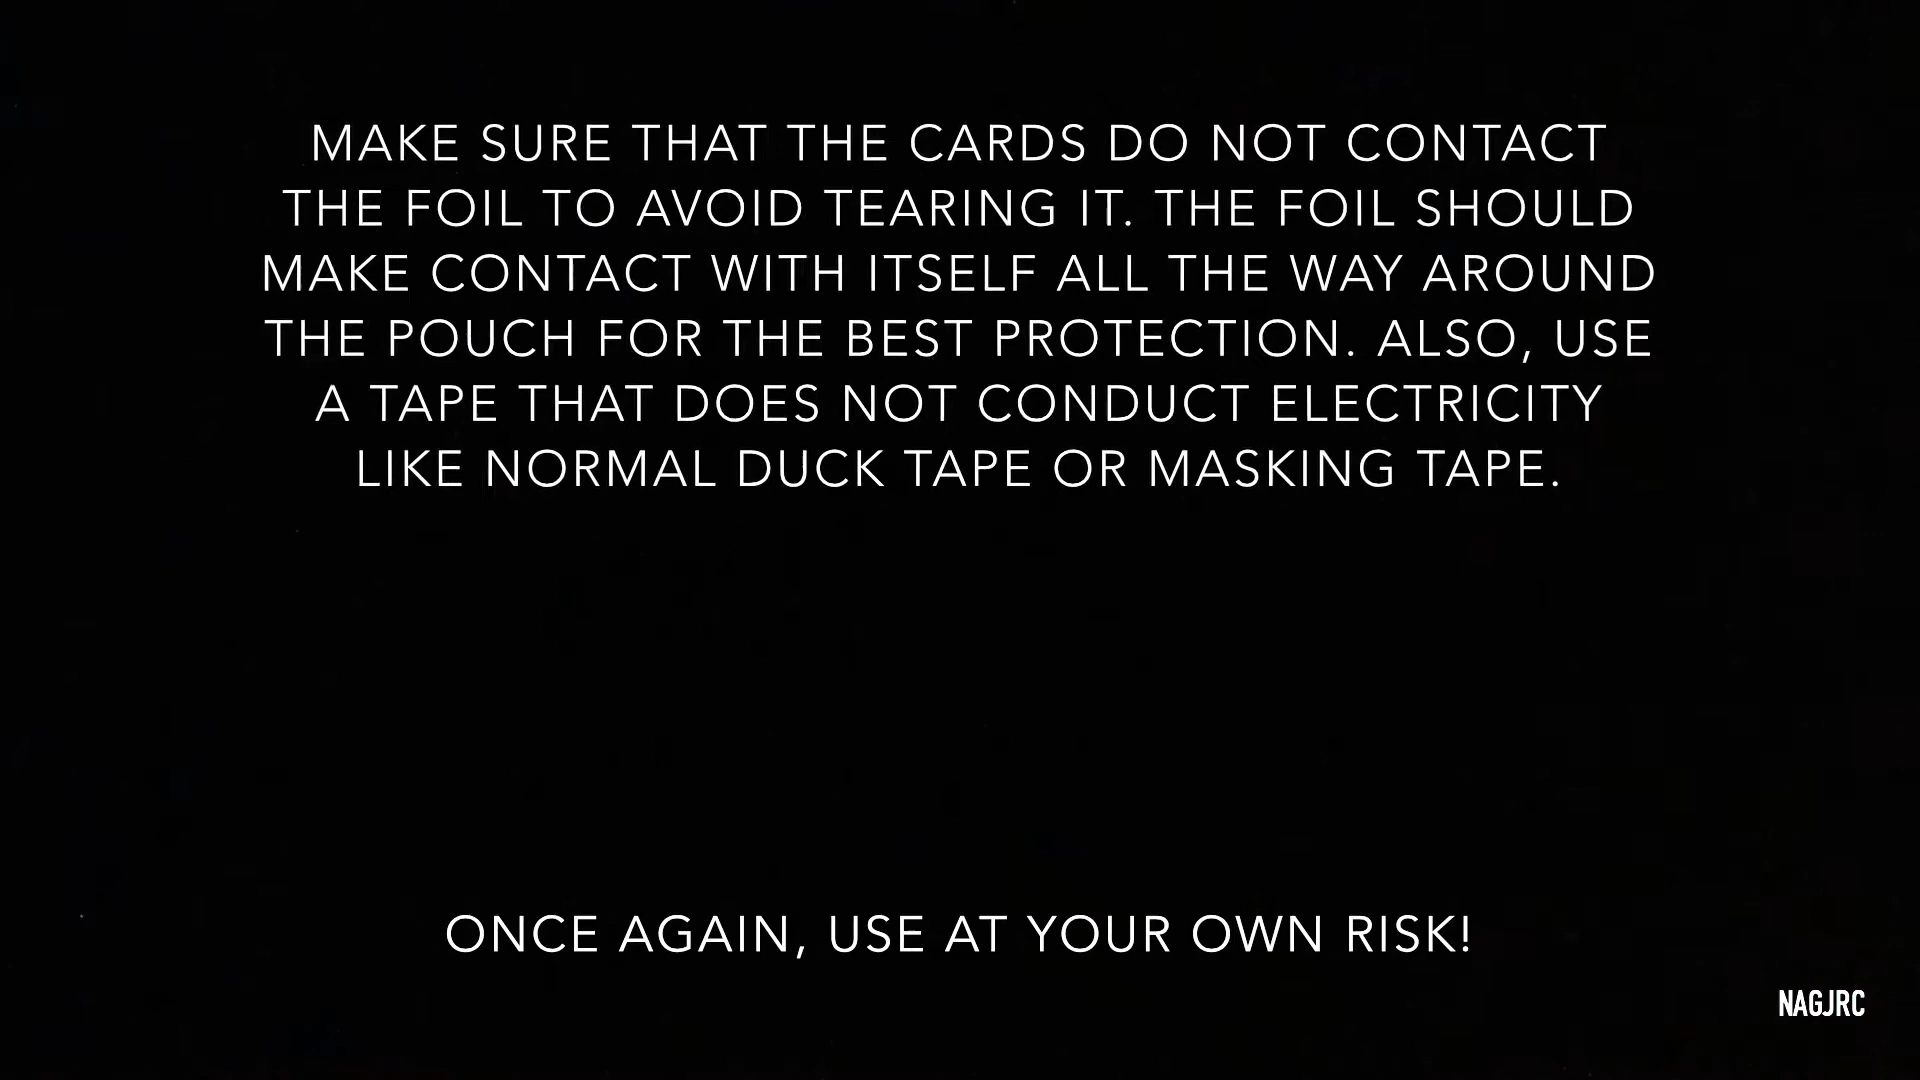 MAKE SURE THAT THE CARDS DO NOT CONTACT
THE FOIL TO AVOID TEARING IT. THE FOIL SHOULD
MAKE CONTACT WITH ITSELF ALL THE WAY AROUND
THE POUCH FOR THE BEST PROTECTION. ALSO, USE
A TAPE THAT DOES NOT CONDUCT ELECTRICITY
LIKE NORMAL DUCK TAPE OR MASKING TAPE.
ONCE AGAIN, USE AT YOUR OWN RISK!
NAGJRC